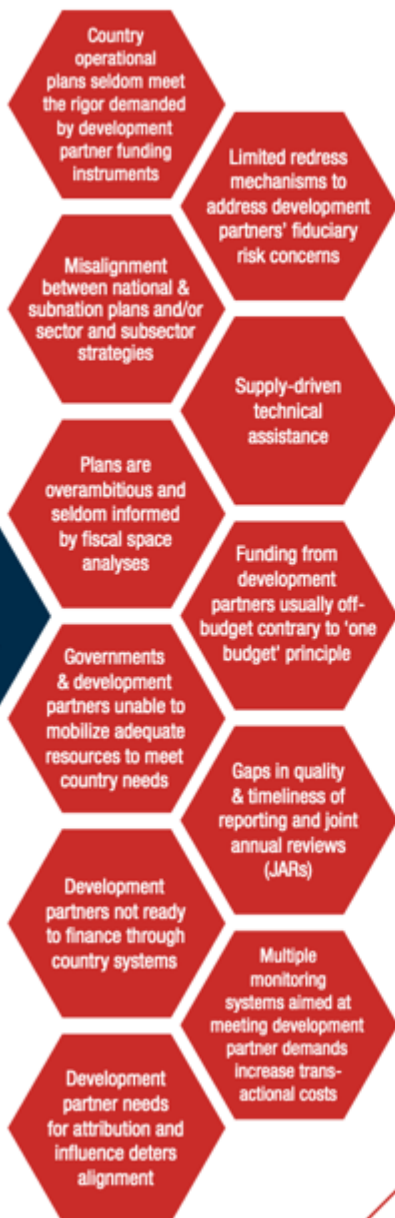 Country
operational
plans seldom meet
the rigor demanded
by development
partner funding
instruments
Limited redress
mechanisms to
address development
partners' fiduciary
risk concerns
Misalignment
between national &
subnation plans and/or
sector and subsector
strategies
Supply-driven
technical
assistance
Plans are
overambitious and
seldom informed
by fiscal space
analyses
Funding from
development
partners usually off-
budget contrary to 'one
budget' principle
Governments
& development
partners unable to
mobilize adequate
resources to meet
country needs
Gaps in quality
& timeliness of
reporting and joint
annual reviews
(JARs)
Development
partners not ready
to finance through
country systems
Multiple
monitoring
systems aimed at
meeting development
partner demands
increase trans-
actional costs
Development
partner needs
for attribution and
influence deters
alignment